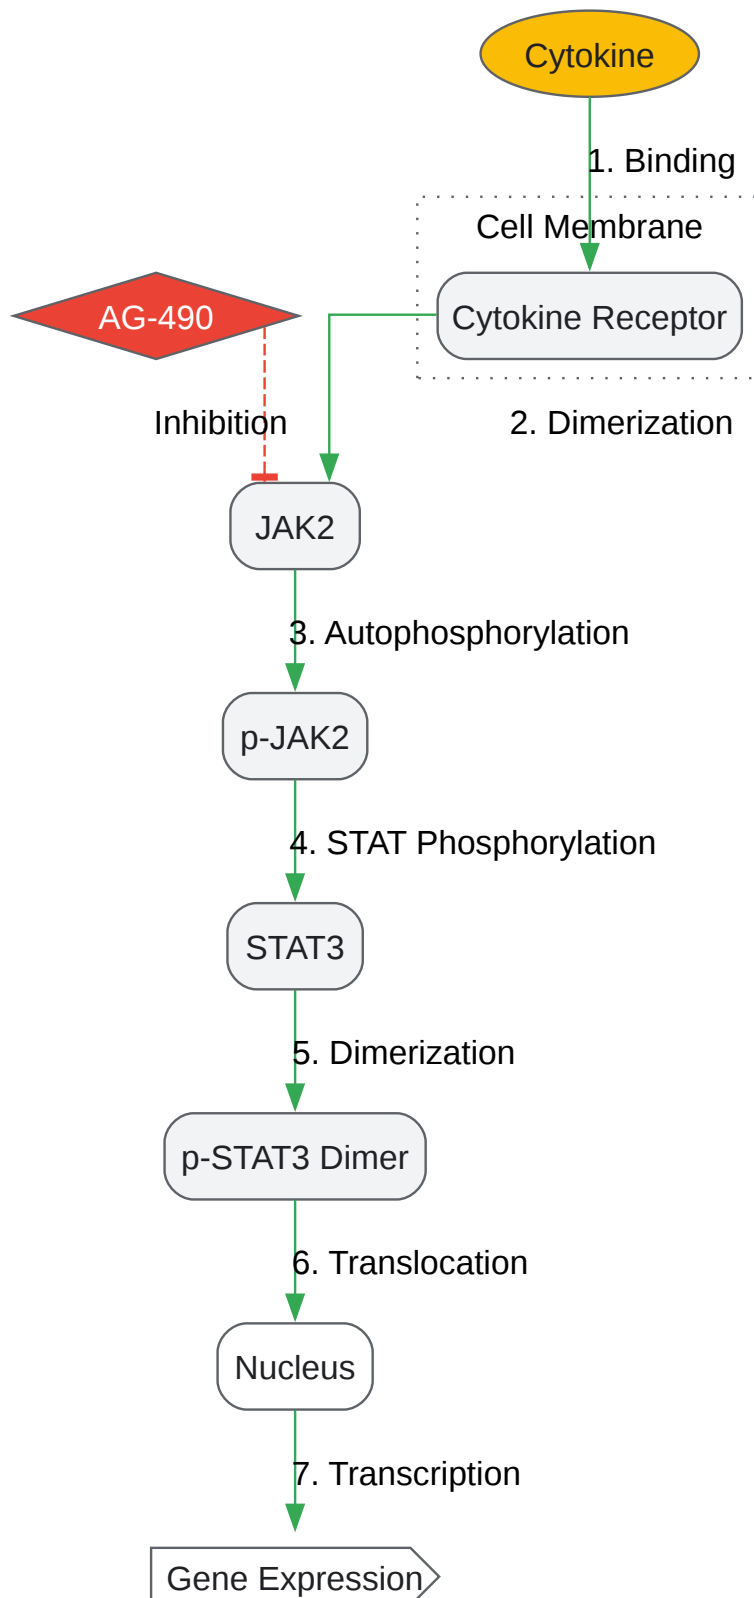 Cytokine
1. Binding
Cell Membrane
AG-490
Cytokine Receptor
Inhibition
2. Dimerization
JAK2
3. Autophosphorylation
p-JAK2
4. STAT Phosphorylation
STAT3
5. Dimerization
p-STAT3 Dimer
6. Translocation
Nucleus
7. Transcription
Gene Expression